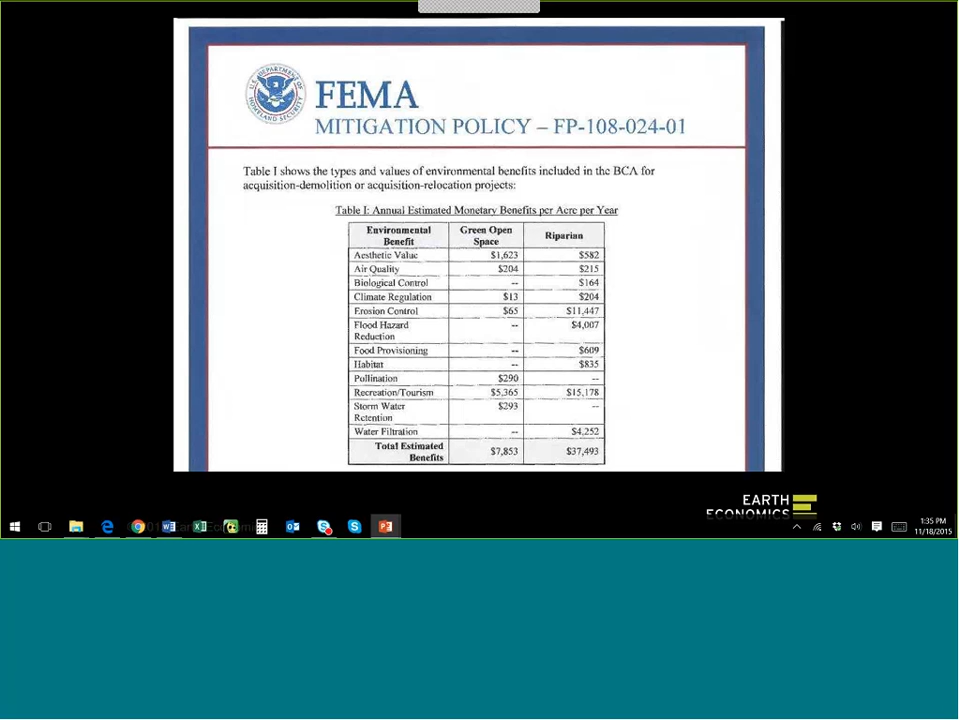 U.S. DEPARTMENT OF
HOMELAND SECURITY
FEMA
MITIGATION POLICY – FP-108-024-01
Table I shows the types and values of environmental benefits included in the BCA for
acquisition-demolition or acquisition-relocation projects:
Table I: Annual Estimated Monetary Benefits per Acre per Year
Environmental Benefit Green Open Space Riparian
Aesthetic Value $1,623 $582
Air Quality $204 $215
Biological Control -- $164
Climate Regulation $13 $204
Erosion Control $65 $11,447
Flood Hazard Reduction -- $4,007
Food Provisioning -- $609
Habitat -- $835
Pollination $290 --
Recreation/Tourism $5,365 $15,178
Storm Water Retention $293 --
Water Filtration -- $4,252
Total Estimated Benefits $7,853 $37,493
EARTH
ECONOMICS
1:35 PM
11/18/2015